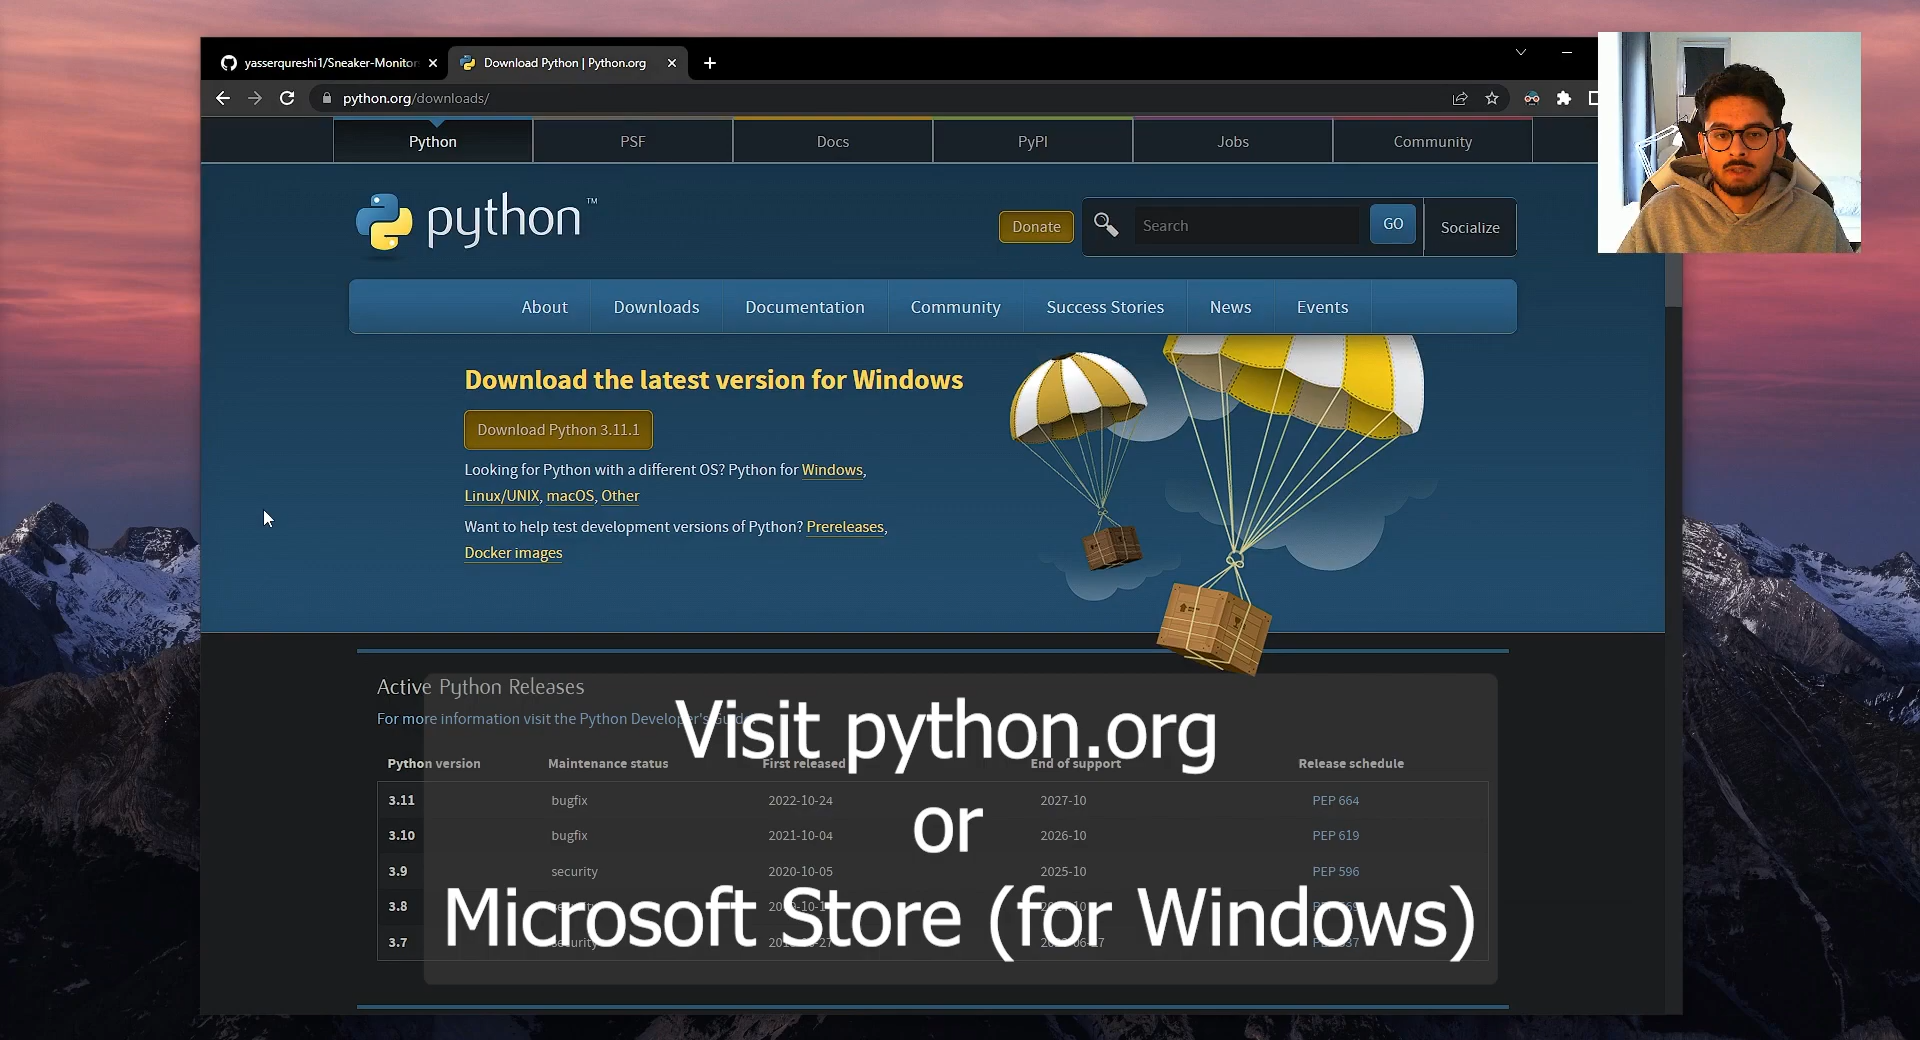 yasserqureshi1/Sneaker-Monitor
Download Python | Python.org
python.org/downloads/
Python
PSF
Docs
PyPI
Jobs
Community
python™
Donate
Search
GO
Socialize
About
Downloads
Documentation
Community
Success Stories
News
Events
Download the latest version for Windows
Download Python 3.11.1
Looking for Python with a different OS? Python for Windows,
Linux/UNIX, macOS, Other
Want to help test development versions of Python? Prereleases,
Docker images
Active Python Releases
For more information visit the Python Developer's
Visit python.org
or
Microsoft Store (for Windows)
Python version Maintenance status First released End of support Release schedule
3.11 bugfix 2022-10-24 2027-10 PEP 664
3.10 bugfix 2021-10-04 2026-10 PEP 619
3.9 security 2020-10-05 2025-10 PEP 596
3.8
3.7 security